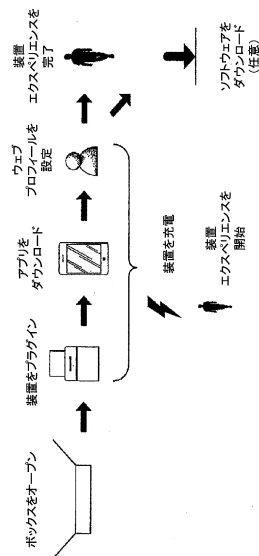 ボックスをオープン
装置をプラグイン
アプリを
ダウンロード
ウェブ
プロフィールを
設定
装置
エクスペリエンスを
完了
装置を充電
装置
エクスペリエンスを
開始
ソフトウェアを
ダウンロード
(任意)